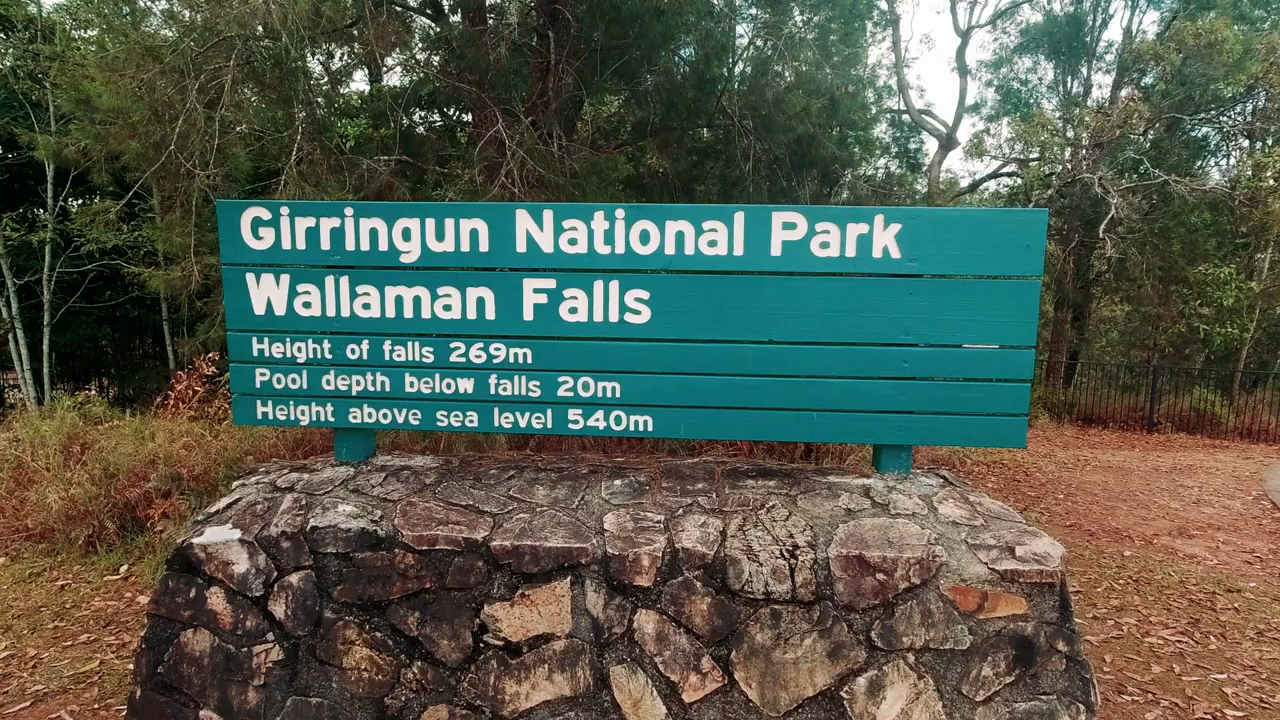 Girringun National Park
Wallaman Falls
Height of falls 269m
Pool depth below falls 20m
Height above sea level 540m